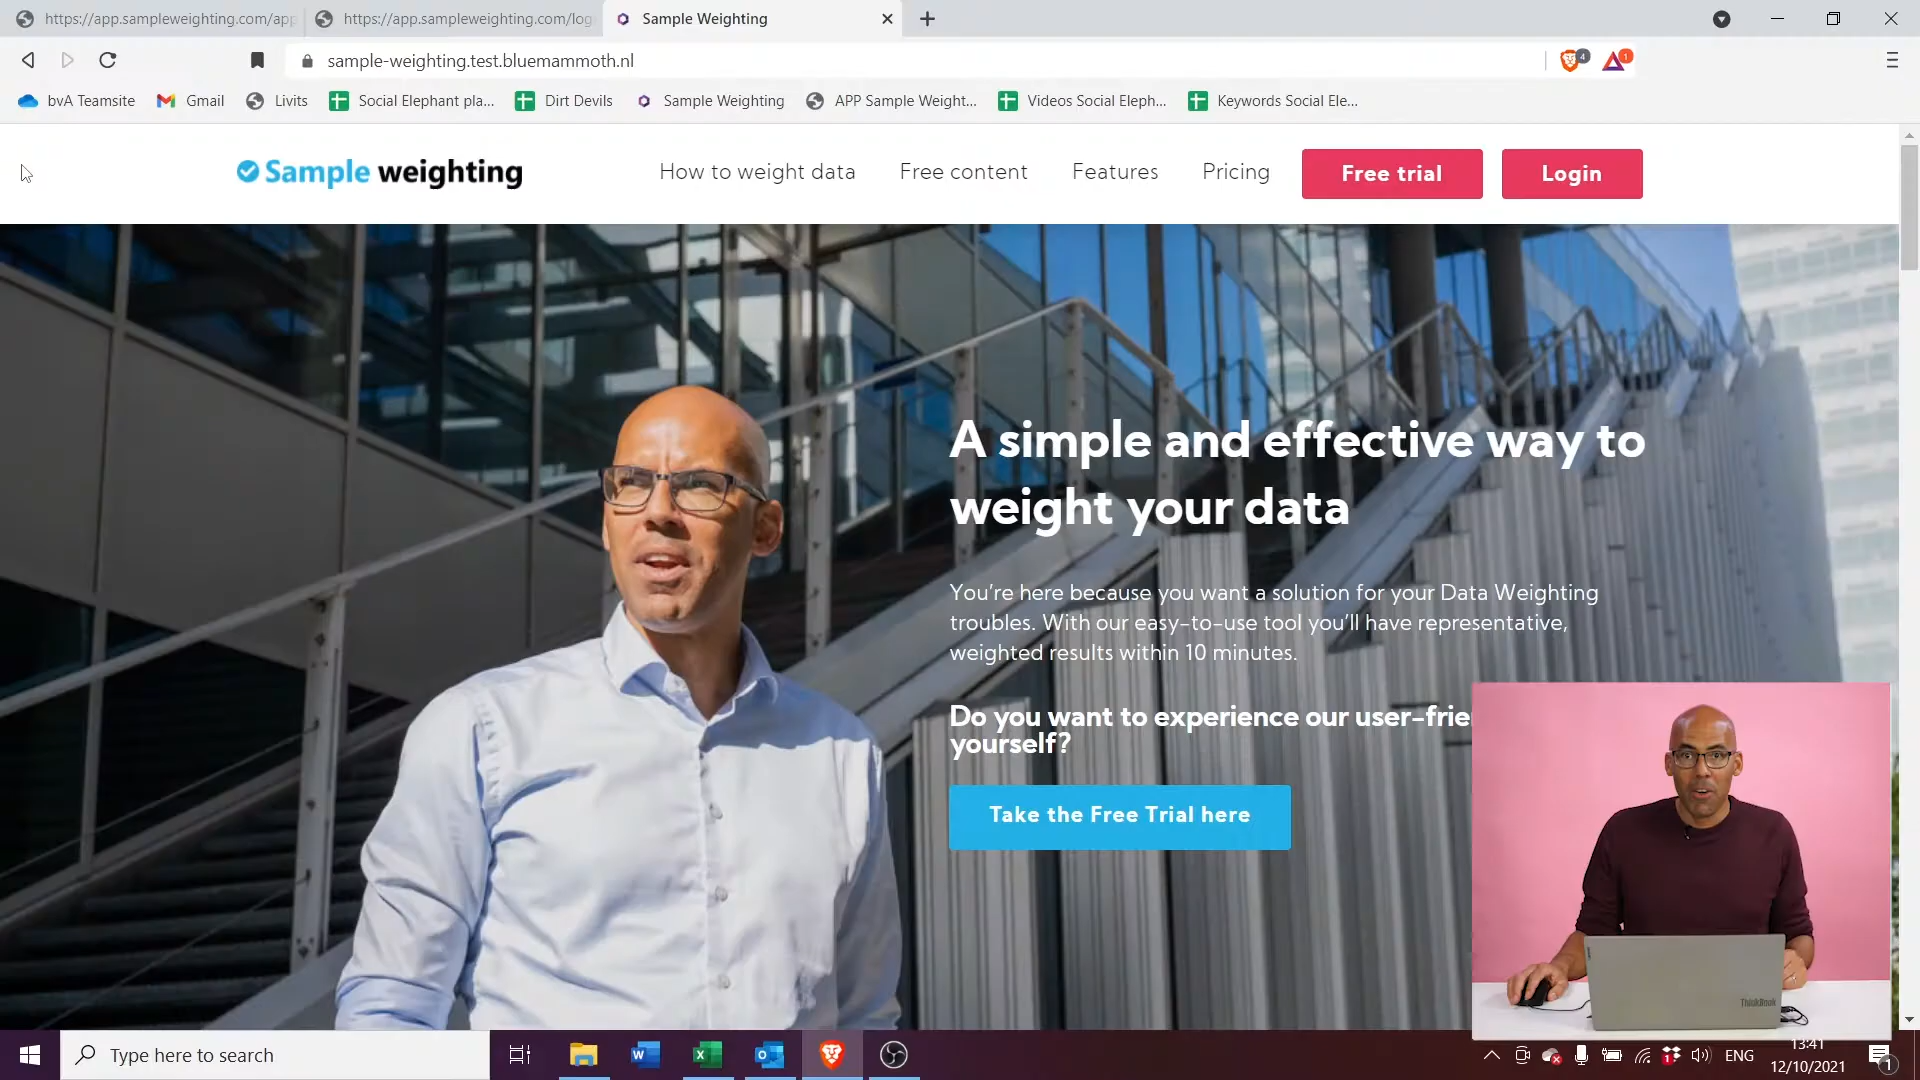 https://app.sampleweighting.com/app
https://app.sampleweighting.com/log
Sample Weighting
sample-weighting.test.bluemammoth.nl
4
1
bvA Teamsite
Gmail
Livits
Social Elephant pla...
Dirt Devils
Sample Weighting
APP Sample Weight...
Videos Social Eleph...
Keywords Social Ele...
Sample weighting
How to weight data
Free content
Features
Pricing
Free trial
Login
A simple and effective way to
weight your data
You're here because you want a solution for your Data Weighting
troubles. With our easy-to-use tool you'll have representative,
weighted results within 10 minutes.
Do you want to experience our user-frie
yourself?
Take the Free Trial here
ThinkBook
Type here to search
ENG
13:41
12/10/2021
1